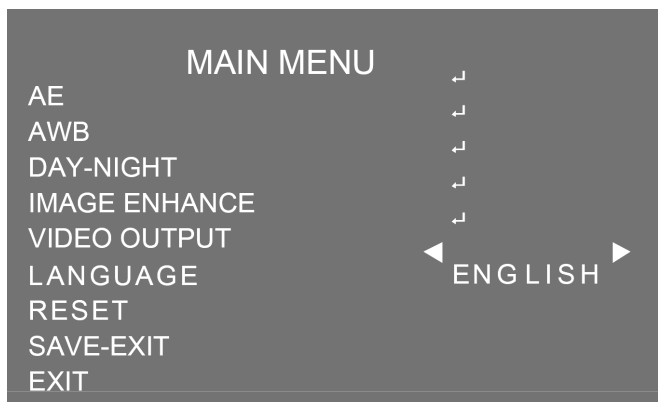 MAIN MENU
AE ↵
AWB ↵
DAY-NIGHT ↵
IMAGE ENHANCE ↵
VIDEO OUTPUT ↵
LANGUAGE ◀ ENGLISH ▶
RESET
SAVE-EXIT
EXIT